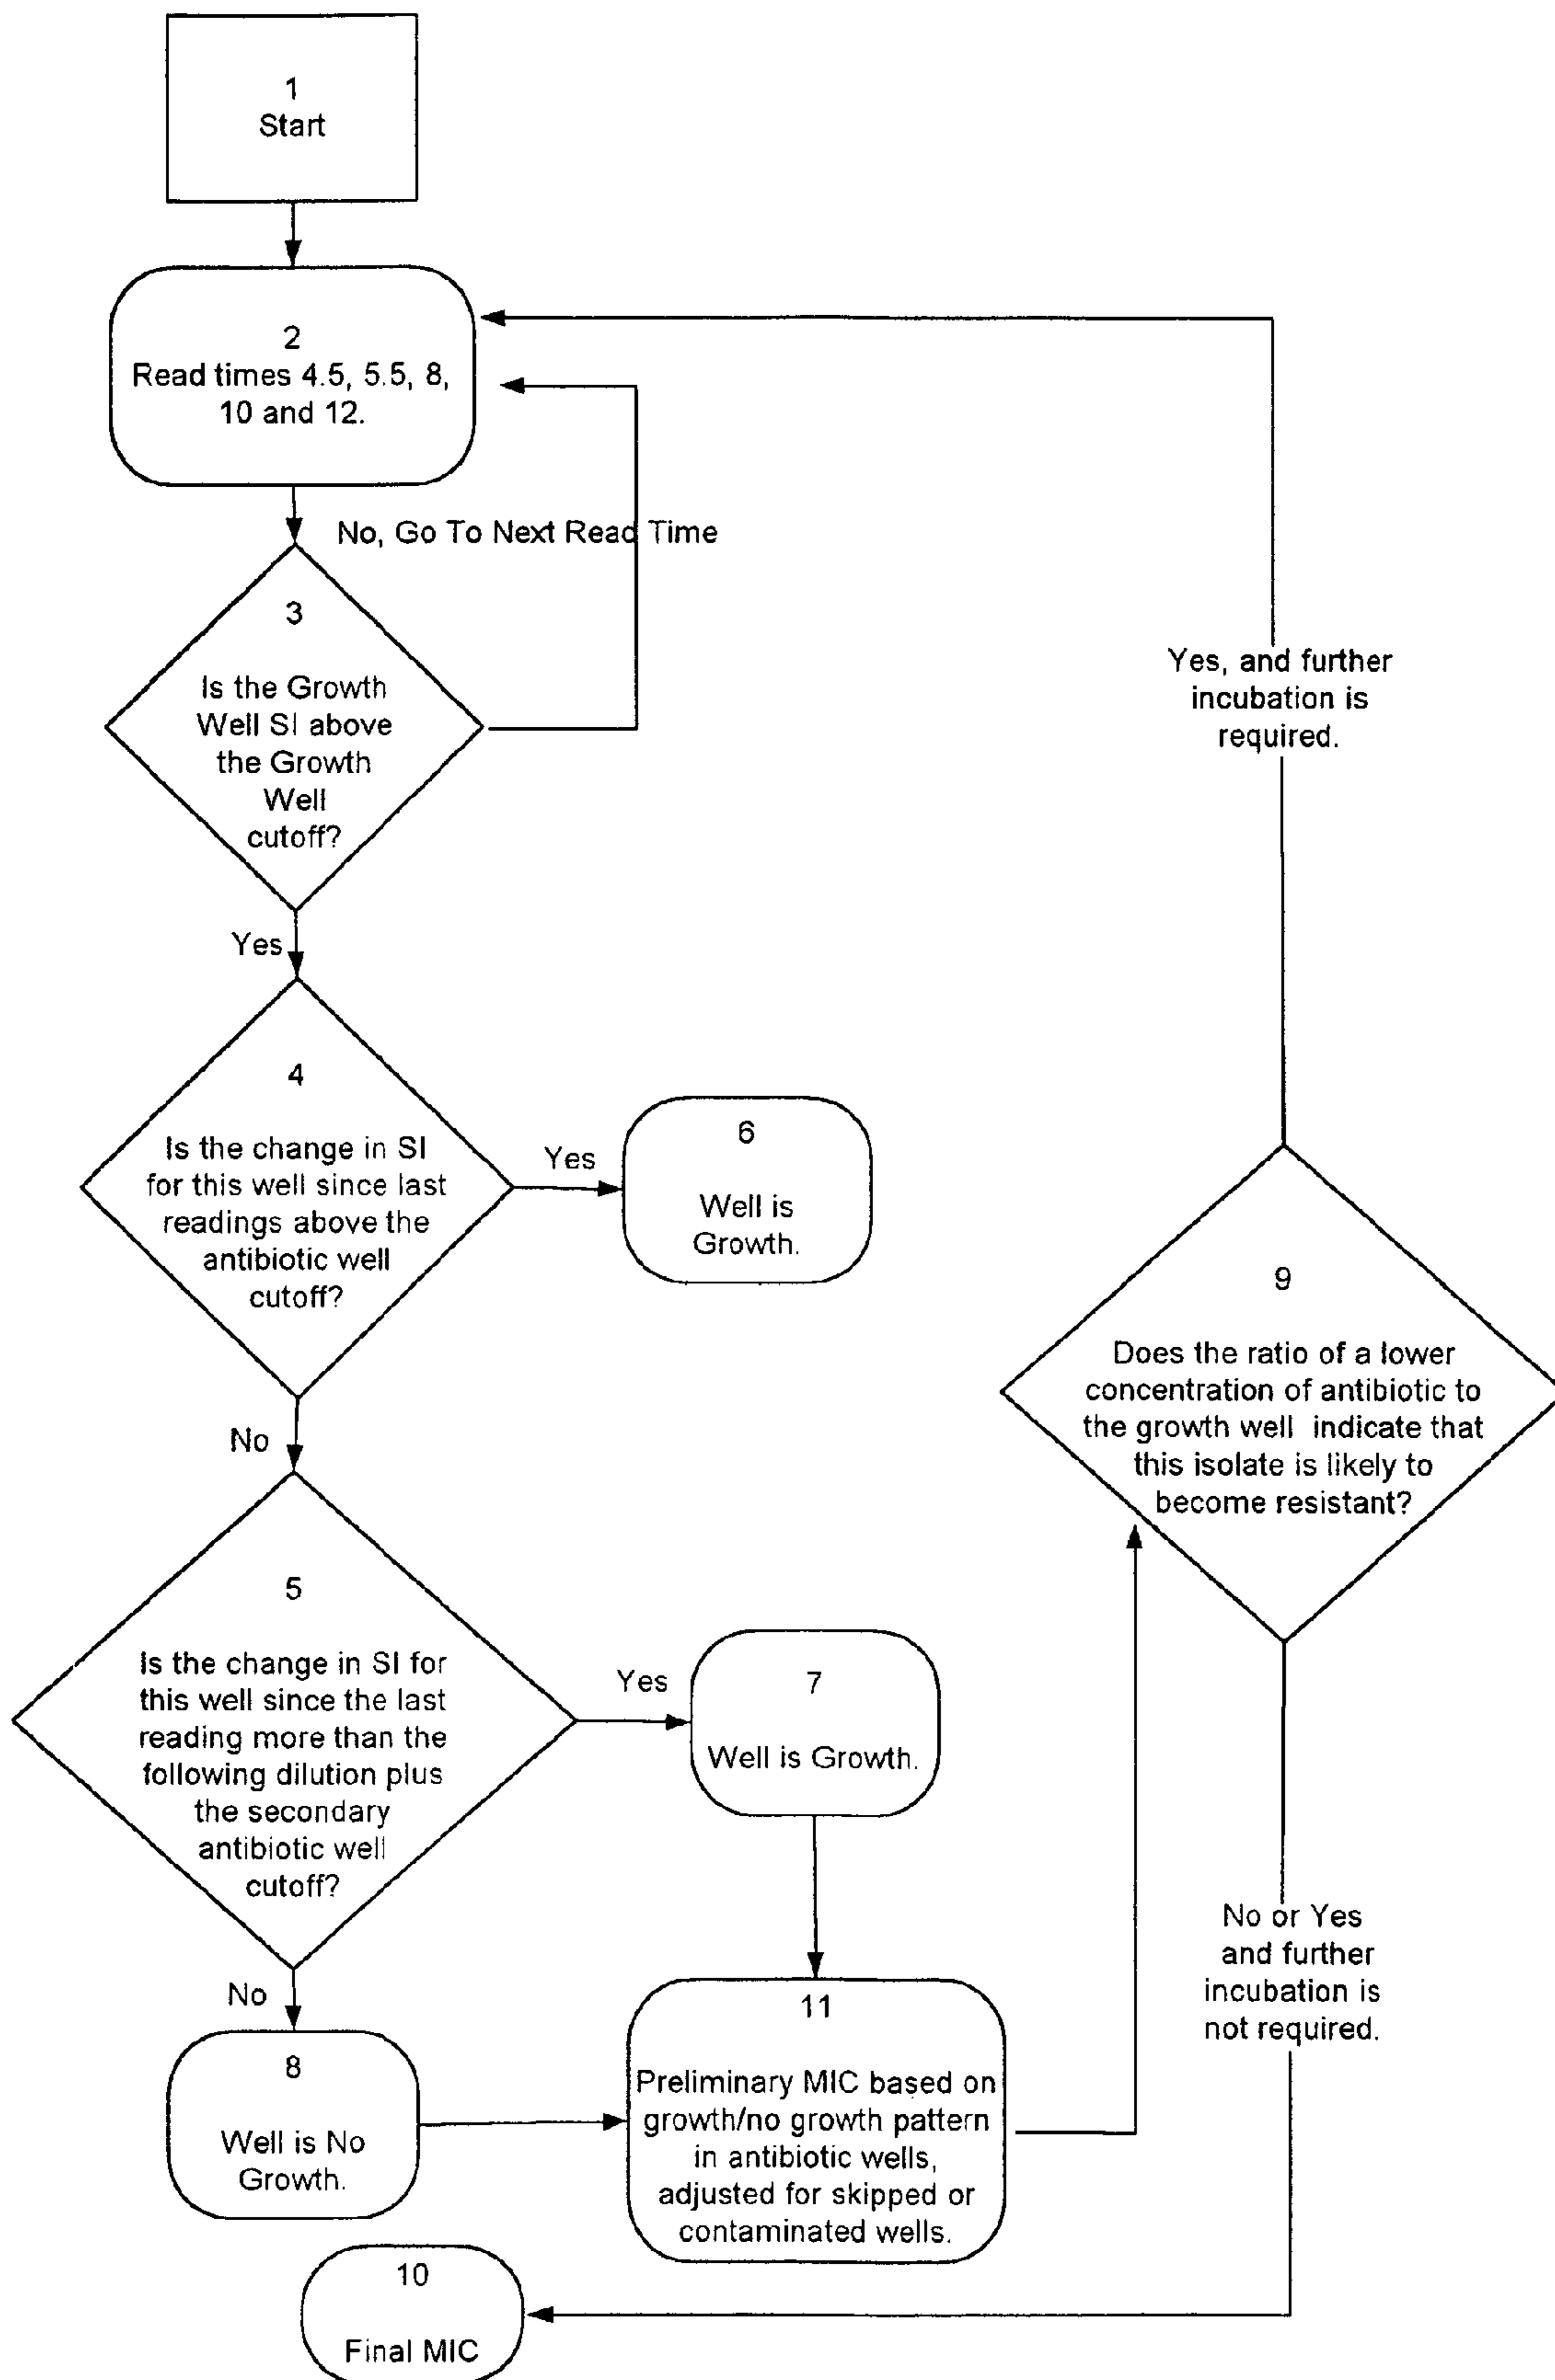 1
Start
2
Read times 4.5, 5.5, 8,
10 and 12.
No, Go To Next Read Time
3
Is the Growth
Well SI above
the Growth
Well
cutoff?
Yes, and further
incubation is
required.
Yes
4
Is the change in SI
for this well since last
readings above the
antibiotic well
cutoff?
Yes
6
Well is
Growth.
9
Does the ratio of a lower
concentration of antibiotic to
the growth well indicate that
this isolate is likely to
become resistant?
No
5
Is the change in SI for
this well since the last
reading more than the
following dilution plus
the secondary
antibiotic well
cutoff?
Yes
7
Well is Growth.
No
8
Well is No
Growth.
11
Preliminary MIC based on
growth/no growth pattern
in antibiotic wells,
adjusted for skipped or
contaminated wells.
No or Yes
and further
incubation is
not required.
10
Final MIC